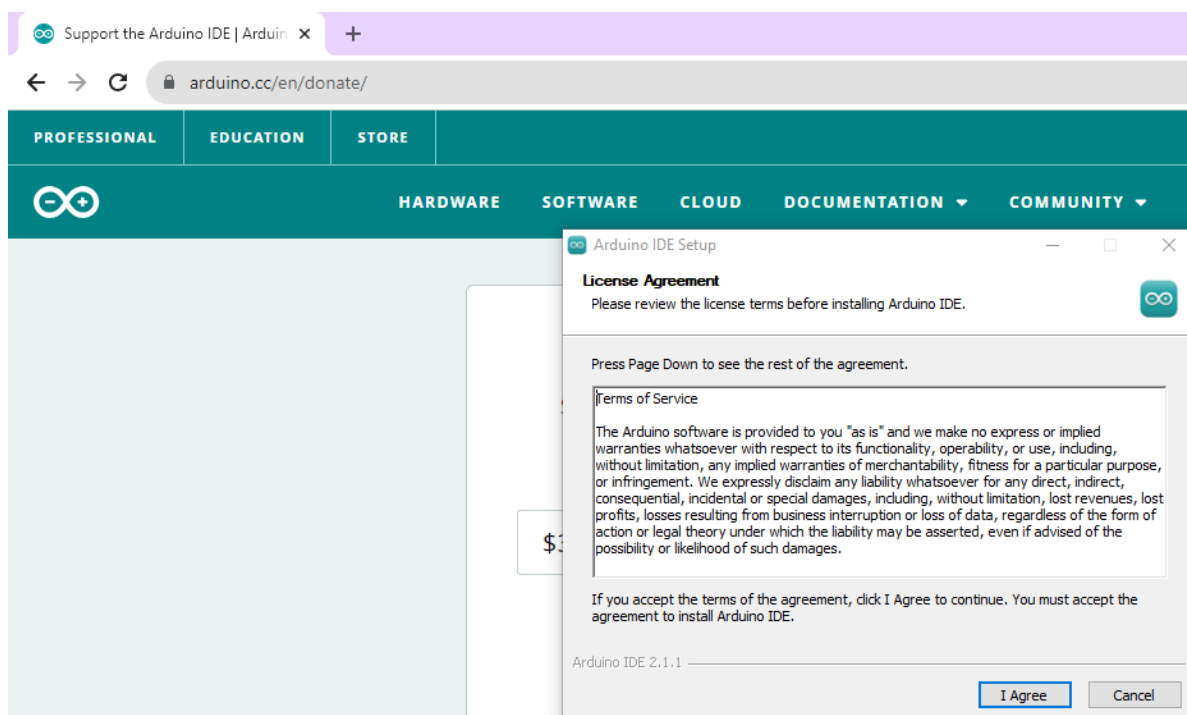 Support the Arduino IDE | Arduin
arduino.cc/en/donate/
PROFESSIONAL EDUCATION STORE
HARDWARE SOFTWARE CLOUD DOCUMENTATION COMMUNITY
Arduino IDE Setup
License Agreement
Please review the license terms before installing Arduino IDE.
Press Page Down to see the rest of the agreement.
Terms of Service
The Arduino software is provided to you "as is" and we make no express or implied
warranties whatsoever with respect to its functionality, operability, or use, including,
without limitation, any implied warranties of merchantability, fitness for a particular purpose,
or infringement. We expressly disclaim any liability whatsoever for any direct, indirect,
consequential, incidental or special damages, including, without limitation, lost revenues, lost
profits, losses resulting from business interruption or loss of data, regardless of the form of
action or legal theory under which the liability may be asserted, even if advised of the
possibility or likelihood of such damages.
If you accept the terms of the agreement, click I Agree to continue. You must accept the
agreement to install Arduino IDE.
Arduino IDE 2.1.1
I Agree Cancel